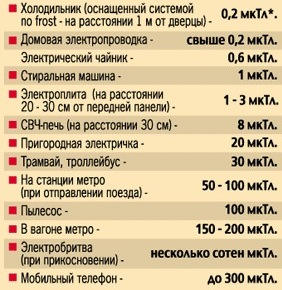 Холодильник (оснащенный системой
no frost - на расстоянии 1 м от дверцы) - 0,2 мкТл*.
Домовая электропроводка - свыше 0,2 мкТл.
Электрический чайник - 0,6 мкТл.
Стиральная машина - 1 мкТл.
Электроплита (на расстоянии
20 - 30 см от передней панели) - 1 - 3 мкТл.
СВЧ-печь (на расстоянии 30 см) - 8 мкТл.
Пригородная электричка - 20 мкТл.
Трамвай, троллейбус - 30 мкТл.
На станции метро
(при отправлении поезда) - 50 - 100 мкТл.
Пылесос - 100 мкТл.
В вагоне метро - 150 - 200 мкТл.
Электробритва
(при прикосновении) - несколько сотен мкТл.
Мобильный телефон - до 300 мкТл.